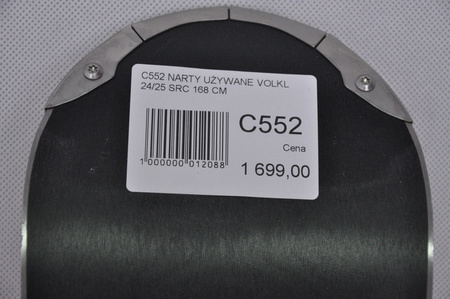 C552 NARTY UŻYWANE VOLKL
24/25 SRC 168 CM
C552
Cena
1 000000 012088
1 699,00